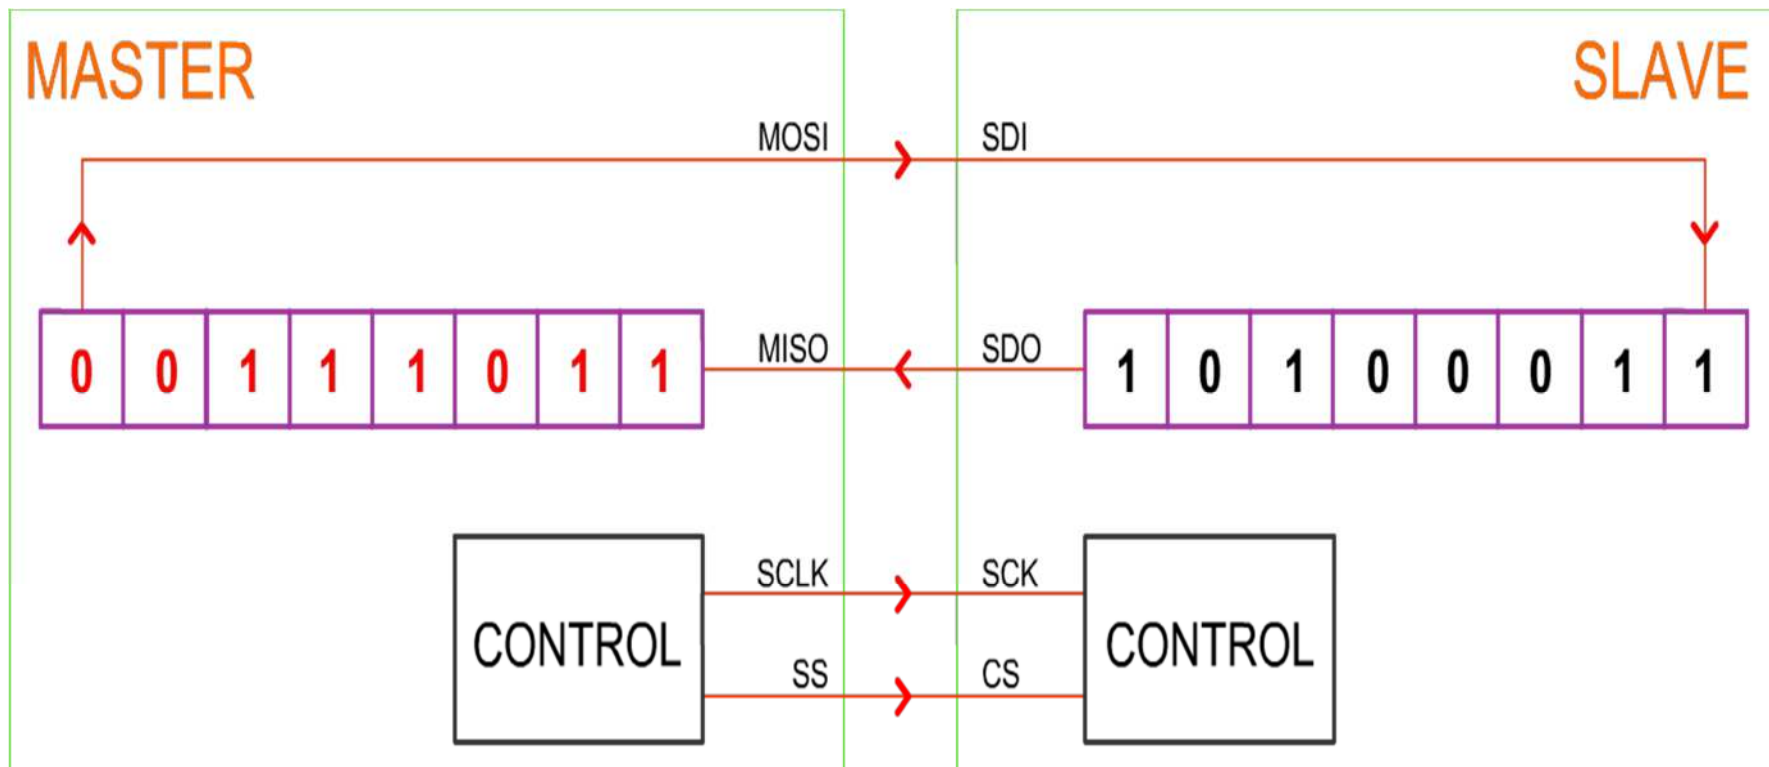 MASTER SLAVE
MOSI SDI
0 0 1 1 1 0 1 1 MISO SDO 1 0 1 0 0 0 1 1
SCLK SCK
CONTROL CONTROL
SS CS